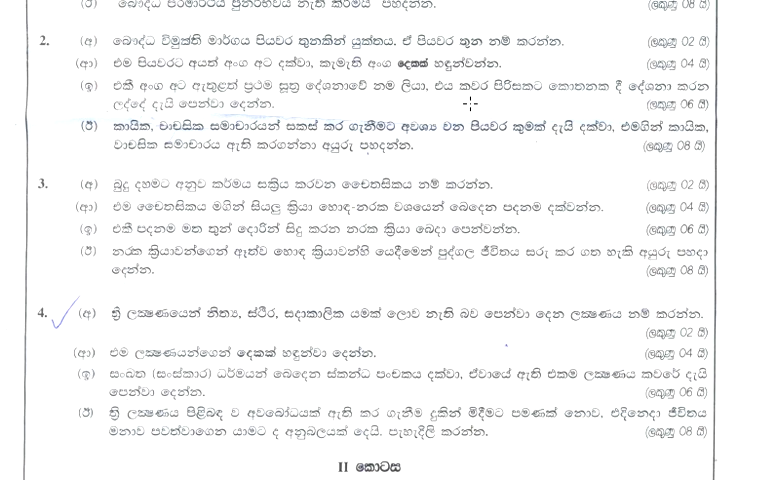 (ඊ) බෞද්ධ පරමාර්ථය පුනර්භවය නැති කිරීමයි පහදන්න. (ලකුණු 08 යි)
2. (අ) බෞද්ධ විමුක්ති මාර්ගය පියවර තුනකින් යුක්තය. ඒ පියවර තුන නම් කරන්න. (ලකුණු 02 යි)
(ආ) එම පියවරට අයත් අංග අට දක්වා, කැමැති අංග දෙකක් හඳුන්වන්න. (ලකුණු 04 යි)
(ඉ) එකී අංග අට ඇතුළත් ප්‍රථම සූත්‍ර දේශනාවේ නම ලියා, එය කවර පිරිසකට කොතනක දී දේශනා කරන
ලද්දේ දැයි පෙන්වා දෙන්න. (ලකුණු 06 යි)
(ඊ) කායික, වාචසික සමාචාරයන් සකස් කර ගැනීමට අවශ්‍ය වන පියවර කුමක් දැයි දක්වා, එමගින් කායික,
වාචසික සමාචාරය ඇති කරගන්නා අයුරු පහදන්න. (ලකුණු 08 යි)
3. (අ) බුදු දහමට අනුව කර්මය සක්‍රිය කරවන චෛතසිකය නම් කරන්න. (ලකුණු 02 යි)
(ආ) එම චෛතසිකය මගින් සියලු ක්‍රියා හොඳ-නරක වශයෙන් බෙදෙන පදනම දක්වන්න. (ලකුණු 04 යි)
(ඉ) එකී පදනම මත තුන් දොරින් සිදු කරන නරක ක්‍රියා බෙදා පෙන්වන්න. (ලකුණු 06 යි)
(ඊ) නරක ක්‍රියාවන්ගෙන් ඈත්ව හොඳ ක්‍රියාවන්හි යෙදීමෙන් පුද්ගල ජීවිතය සරු කර ගත හැකි අයුරු පහදා
දෙන්න. (ලකුණු 08 යි)
4. (අ) ත්‍රි ලක්‍ෂණයෙන් නිත්‍ය, ස්ථිර, සදාකාලික යමක් ලොව නැති බව පෙන්වා දෙන ලක්‍ෂණය නම් කරන්න.
(ලකුණු 02 යි)
(ආ) එම ලක්‍ෂණයන්ගෙන් දෙකක් හඳුන්වා දෙන්න. (ලකුණු 04 යි)
(ඉ) සංඛත (සංස්කාර) ධර්මයන් බෙදෙන ස්කන්ධ පංචකය දක්වා, ඒවායේ ඇති එකම ලක්‍ෂණය කවරේ දැයි
පෙන්වා දෙන්න. (ලකුණු 06 යි)
(ඊ) ත්‍රි ලක්‍ෂණය පිළිබඳ ව අවබෝධයක් ඇති කර ගැනීම දුකින් මිදීමට පමණක් නොව, එදිනෙදා ජීවිතය
මනාව පවත්වාගෙන යාමට ද අනුබලයක් දෙයි. පැහැදිලි කරන්න. (ලකුණු 08 යි)
II කොටස